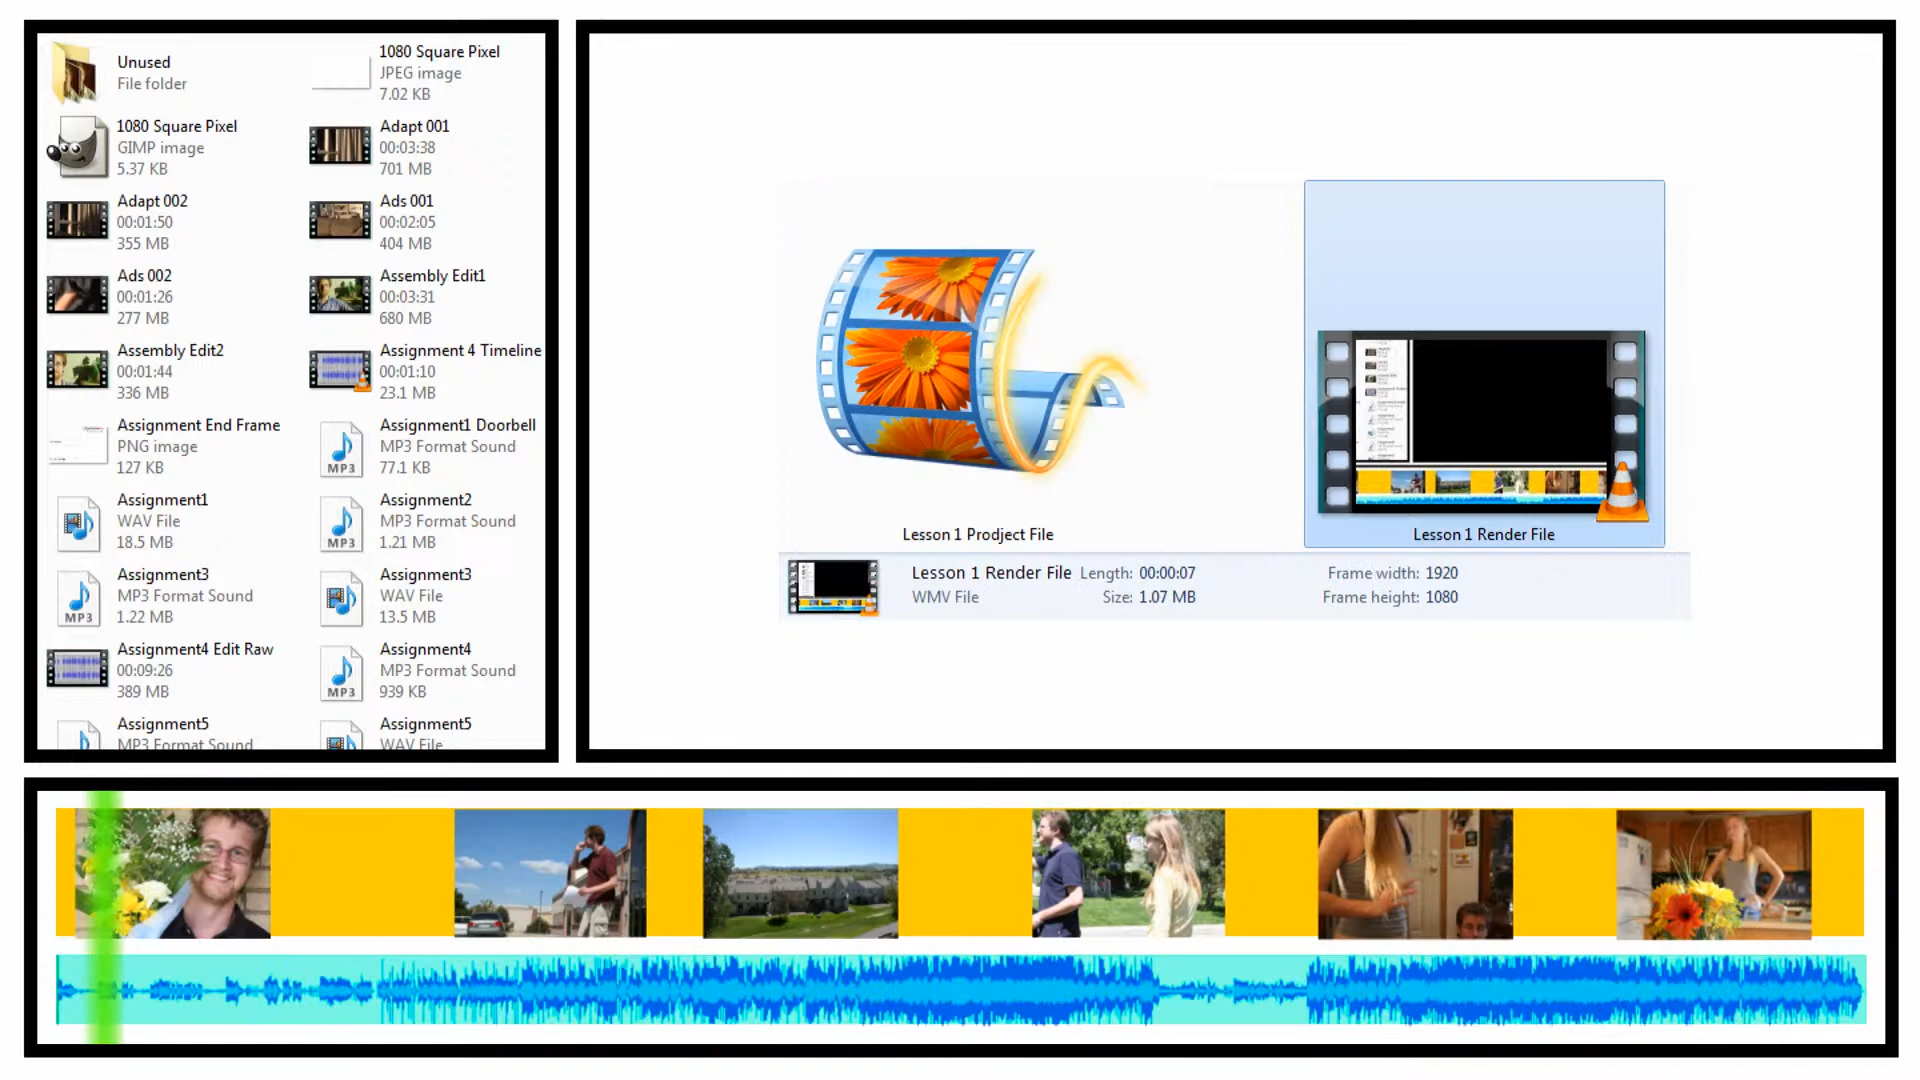 Unused
File folder
1080 Square Pixel
JPEG image
7.02 KB
1080 Square Pixel
GIMP image
5.37 KB
Adapt 001
00:03:38
701 MB
Adapt 002
00:01:50
355 MB
Ads 001
00:02:05
404 MB
Ads 002
00:01:26
277 MB
Assembly Edit1
00:03:31
680 MB
Assembly Edit2
00:01:44
336 MB
Assignment 4 Timeline
00:01:10
23.1 MB
Assignment End Frame
PNG image
127 KB
Assignment1 Doorbell
MP3 Format Sound
77.1 KB
MP3
Assignment1
WAV File
18.5 MB
Assignment2
MP3 Format Sound
1.21 MB
MP3
Assignment3
MP3 Format Sound
1.22 MB
MP3
Assignment3
WAV File
13.5 MB
Assignment4 Edit Raw
00:09:26
389 MB
Assignment4
MP3 Format Sound
939 KB
MP3
Assignment5
MP3 Format Sound
Assignment5
WAV File
Lesson 1 Prodject File
Lesson 1 Render File
Lesson 1 Render File Length: 00:00:07 Frame width: 1920
WMV File Size: 1.07 MB Frame height: 1080